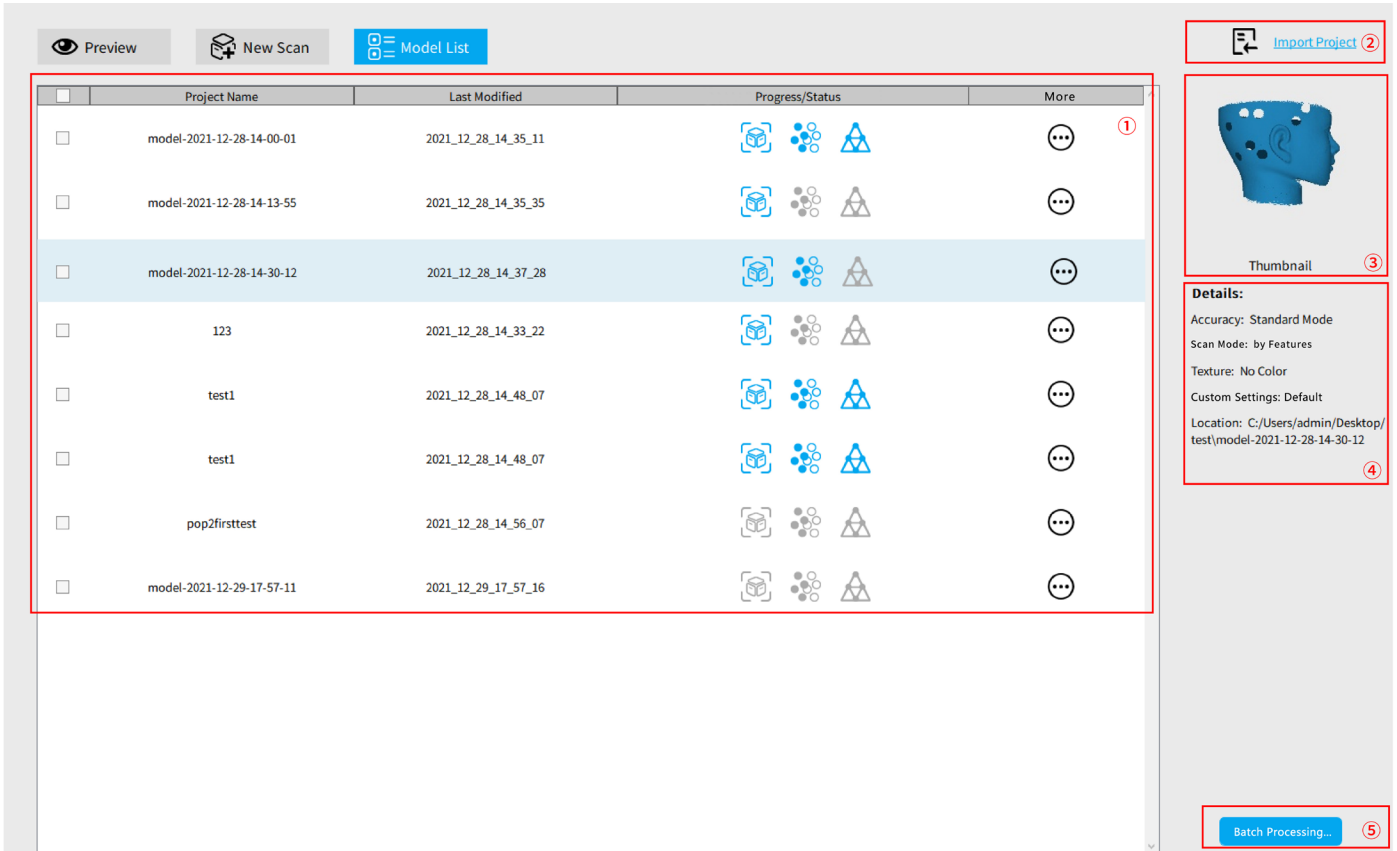 Preview New Scan Model List
Import Project ②
Project Name Last Modified Progress/Status More
①
model-2021-12-28-14-00-01 2021_12_28_14_35_11
model-2021-12-28-14-13-55 2021_12_28_14_35_35
model-2021-12-28-14-30-12 2021_12_28_14_37_28
123 2021_12_28_14_33_22
test1 2021_12_28_14_48_07
test1 2021_12_28_14_48_07
pop2firsttest 2021_12_28_14_56_07
model-2021-12-29-17-57-11 2021_12_29_17_57_16
Thumbnail ③
Details:
Accuracy: Standard Mode
Scan Mode: by Features
Texture: No Color
Custom Settings: Default
Location: C:/Users/admin/Desktop/
test\model-2021-12-28-14-30-12
④
Batch Processing... ⑤